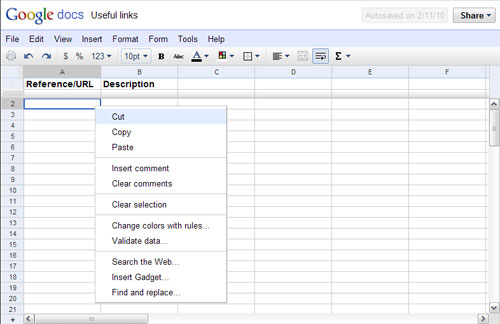 Google docs Useful links Autosaved on 2/11/10 Share
File Edit View Insert Format Form Tools Help
$ % 123 10pt B Abc A Σ
A B C D E F
Reference/URL Description
2
3
4
5
6
7
8
9
10
11
12
13
14
15
16
17
18
19
20
21
Cut
Copy
Paste
Insert comment
Clear comments
Clear selection
Change colors with rules...
Validate data...
Search the Web...
Insert Gadget...
Find and replace...